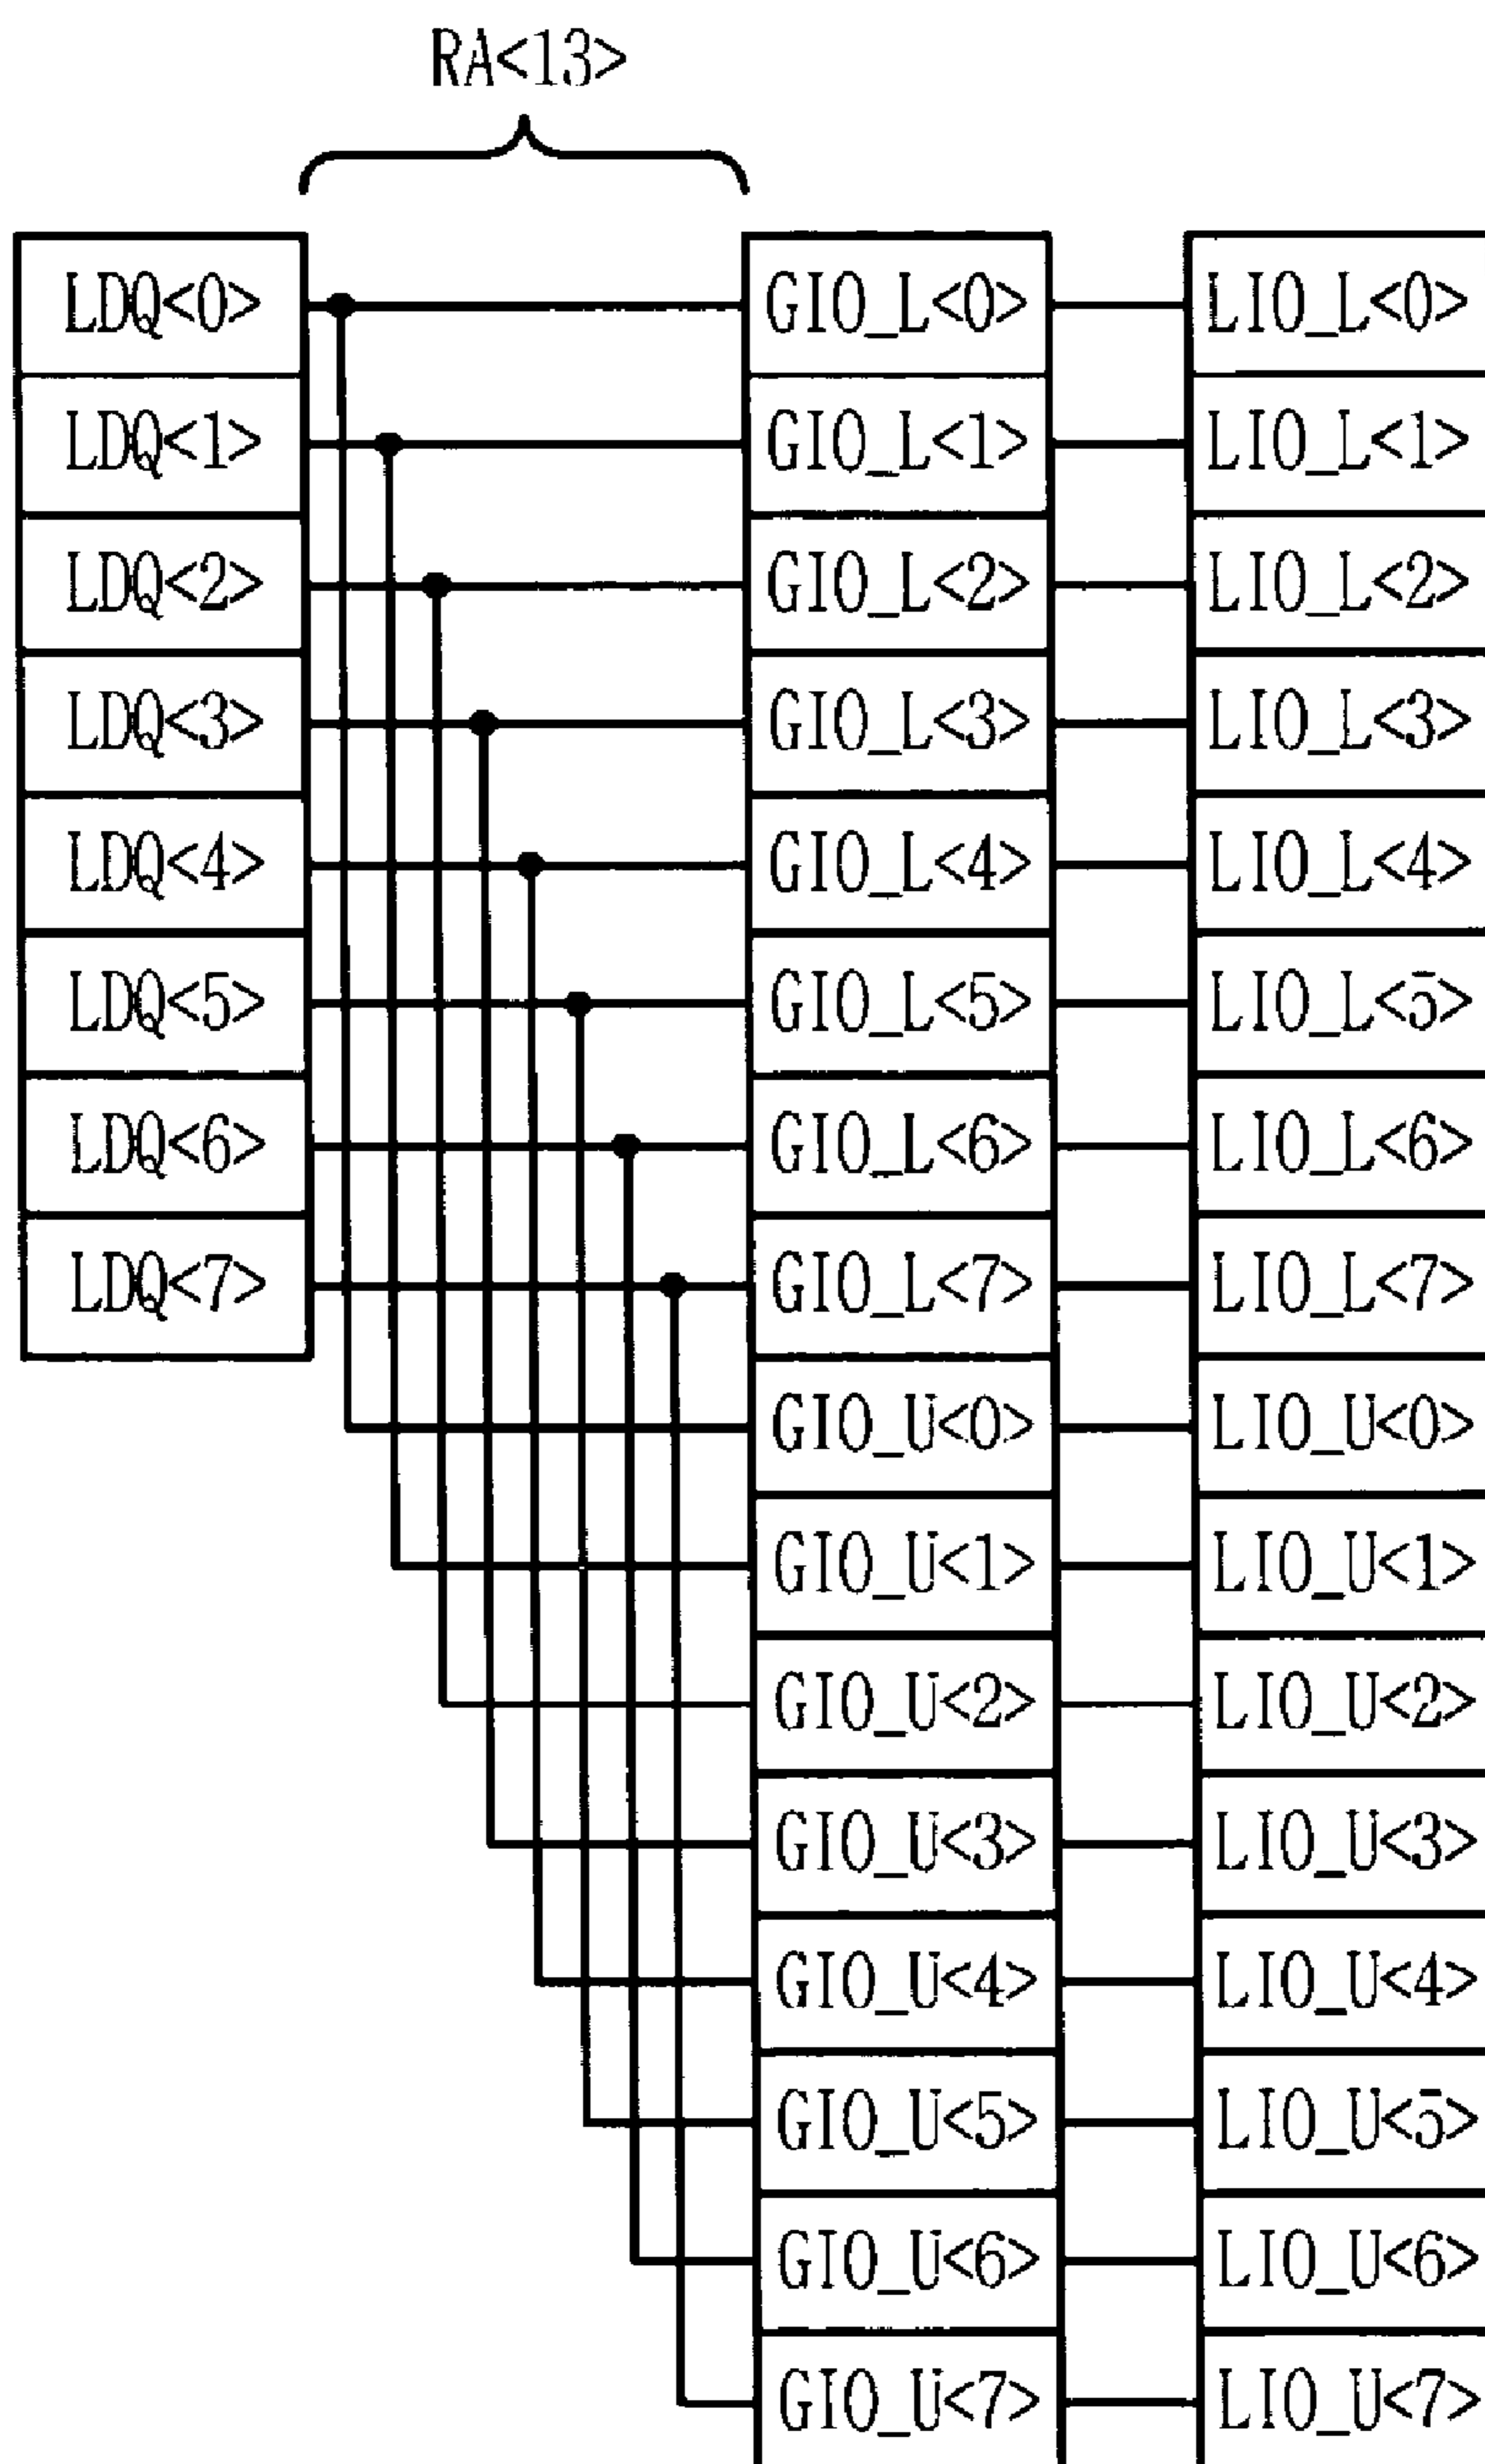 RA<13>
LDQ<0> GIO_L<0> LIO_L<0>
LDQ<1> GIO_L<1> LIO_L<1>
LDQ<2> GIO_L<2> LIO_L<2>
LDQ<3> GIO_L<3> LIO_L<3>
LDQ<4> GIO_L<4> LIO_L<4>
LDQ<5> GIO_L<5> LIO_L<5>
LDQ<6> GIO_L<6> LIO_L<6>
LDQ<7> GIO_L<7> LIO_L<7>
GIO_U<0> LIO_U<0>
GIO_U<1> LIO_U<1>
GIO_U<2> LIO_U<2>
GIO_U<3> LIO_U<3>
GIO_U<4> LIO_U<4>
GIO_U<5> LIO_U<5>
GIO_U<6> LIO_U<6>
GIO_U<7> LIO_U<7>